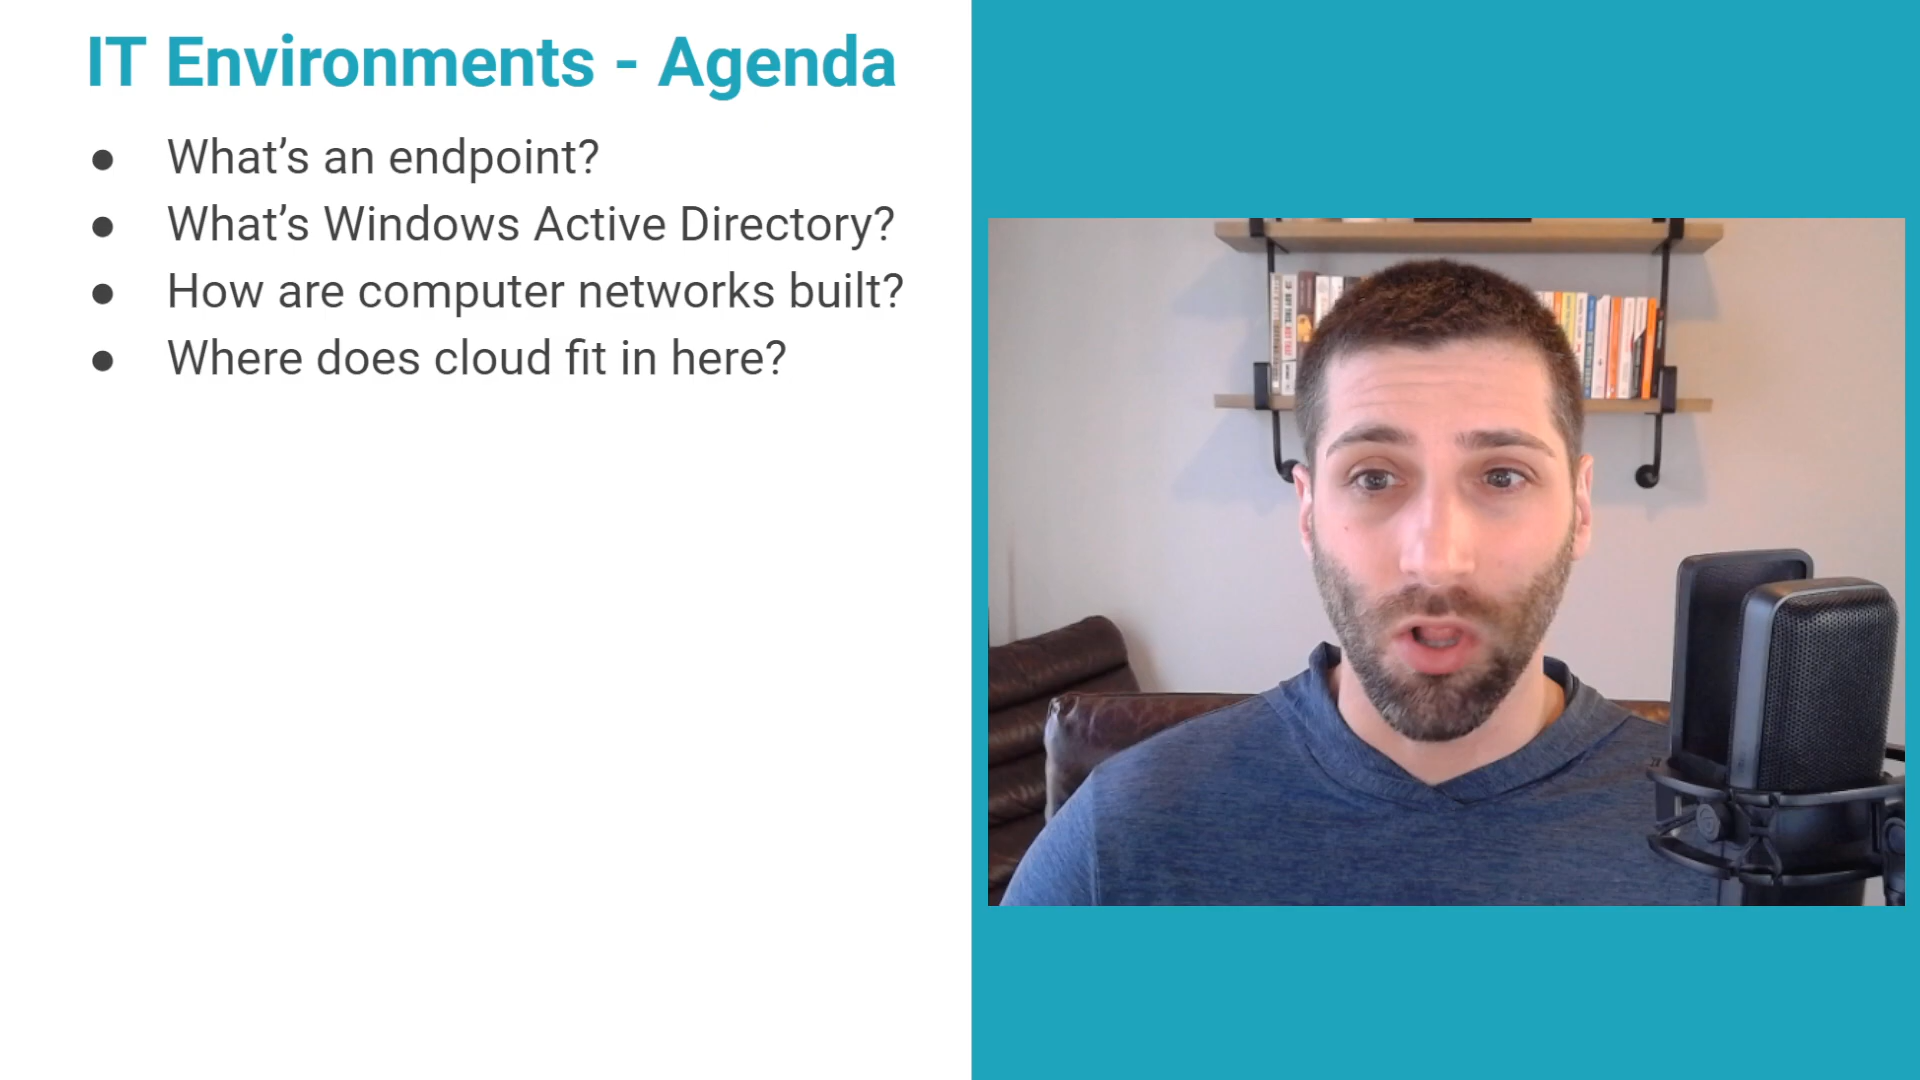 IT Environments - Agenda
● What’s an endpoint?
● What’s Windows Active Directory?
● How are computer networks built?
● Where does cloud fit in here?